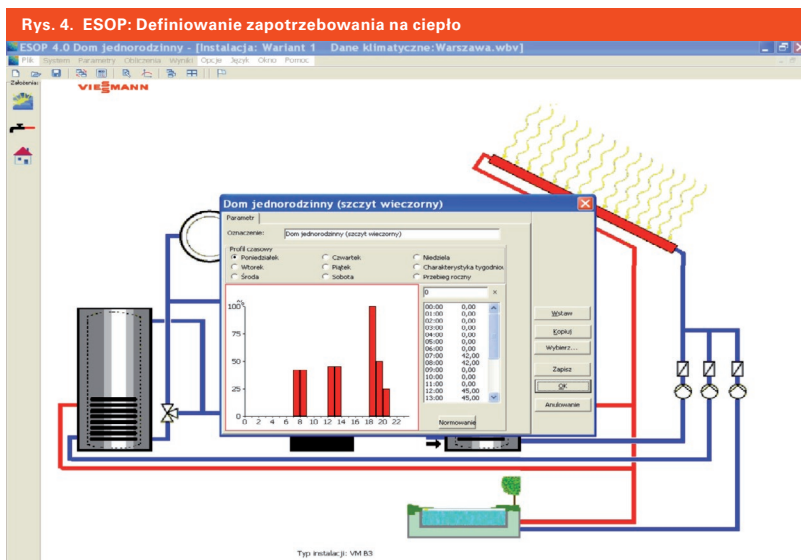 Rys. 4. ESOP: Definiowanie zapotrzebowania na ciepło
ESOP 4.0 Dom jednorodzinny - [Instalacja: Wariant 1 Dane klimatyczne:Warszawa.wbv]
Plik System Parametry Obliczenia Wyniki Opcje Język Okno Pomoc
Założenia:
VIESMANN
Dom jednorodzinny (szczyt wieczorny)
Parametr
Oznaczenie: Dom jednorodzinny (szczyt wieczorny)
Profil czasowy
Poniedziałek Czwartek Niedziela
Wtorek Piątek Charakterystyka tygodniow
Środa Sobota Przebieg roczny
%
100
75
50
25
0
0 2 4 6 8 10 12 14 16 18 20 22
0
00:00 0,00
01:00 0,00
02:00 0,00
03:00 0,00
04:00 0,00
05:00 0,00
06:00 0,00
07:00 42,00
08:00 42,00
09:00 0,00
10:00 0,00
11:00 0,00
12:00 45,00
13:00 45,00
Normowanie
Wstaw
Kopiuj
Wybierz...
Zapisz
OK
Anulowanie
Typ instalacji: VM B3